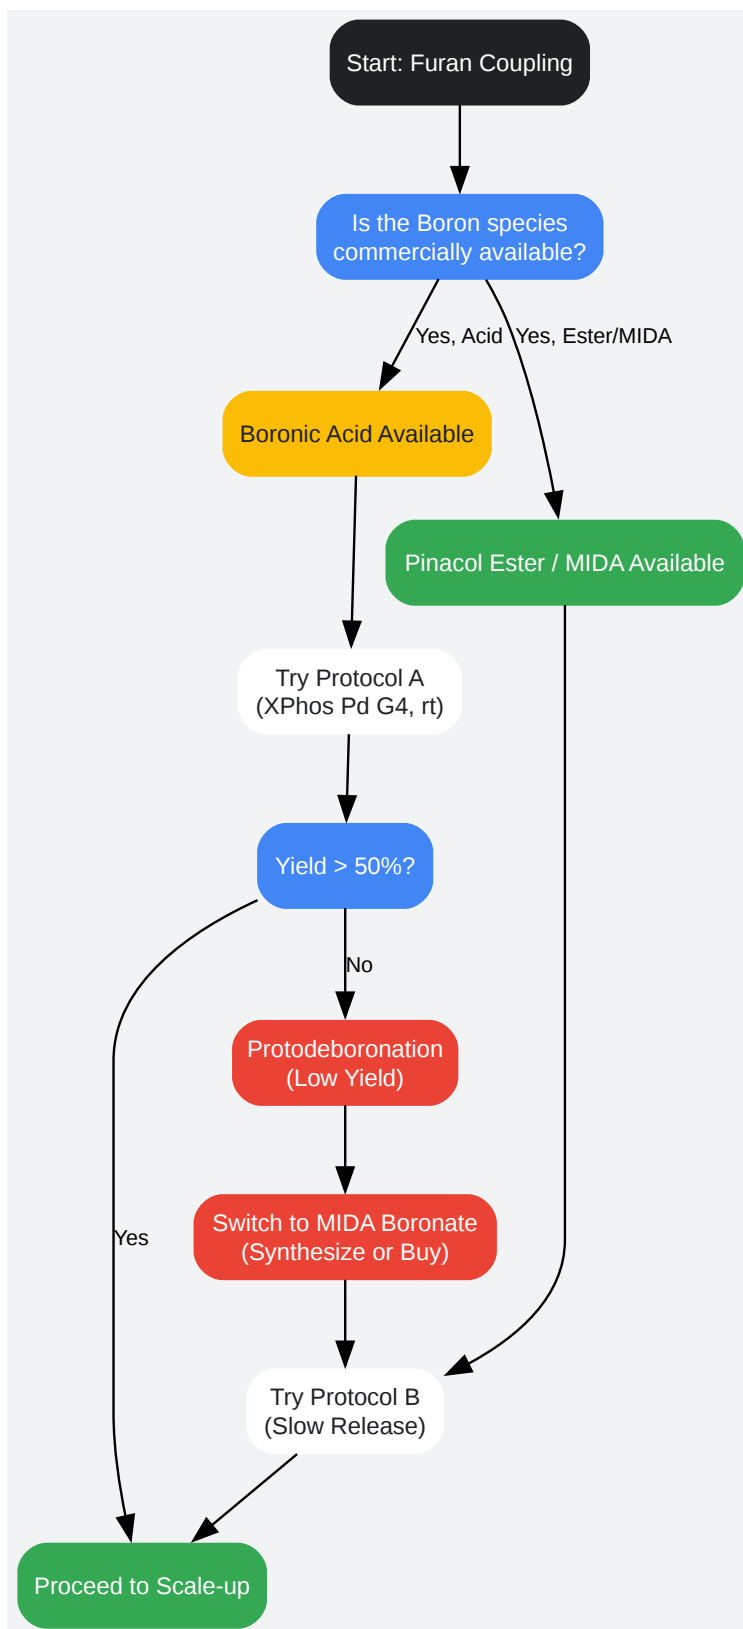 Start: Furan Coupling
Is the Boron species
commercially available?
Yes, Acid
Yes, Ester/MIDA
Boronic Acid Available
Pinacol Ester / MIDA Available
Try Protocol A
(XPhos Pd G4, rt)
Yield > 50%?
No
Protodeboronation
(Low Yield)
Switch to MIDA Boronate
(Synthesize or Buy)
Yes
Try Protocol B
(Slow Release)
Proceed to Scale-up